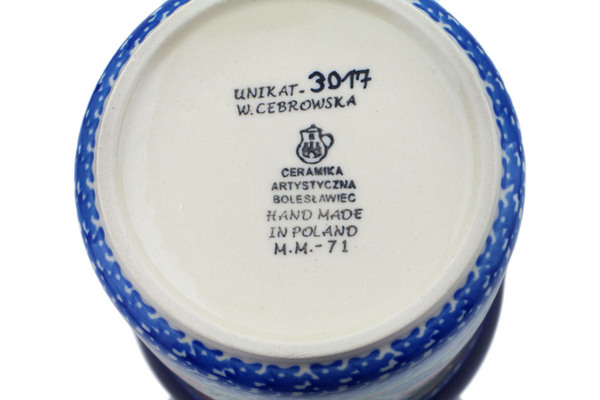 UNIKAT-3017
W.CEBROWSKA
B
CERAMIKA
ARTYSTYCZNA
BOLESŁAWIEC
HAND MADE
IN POLAND
M.M.-71